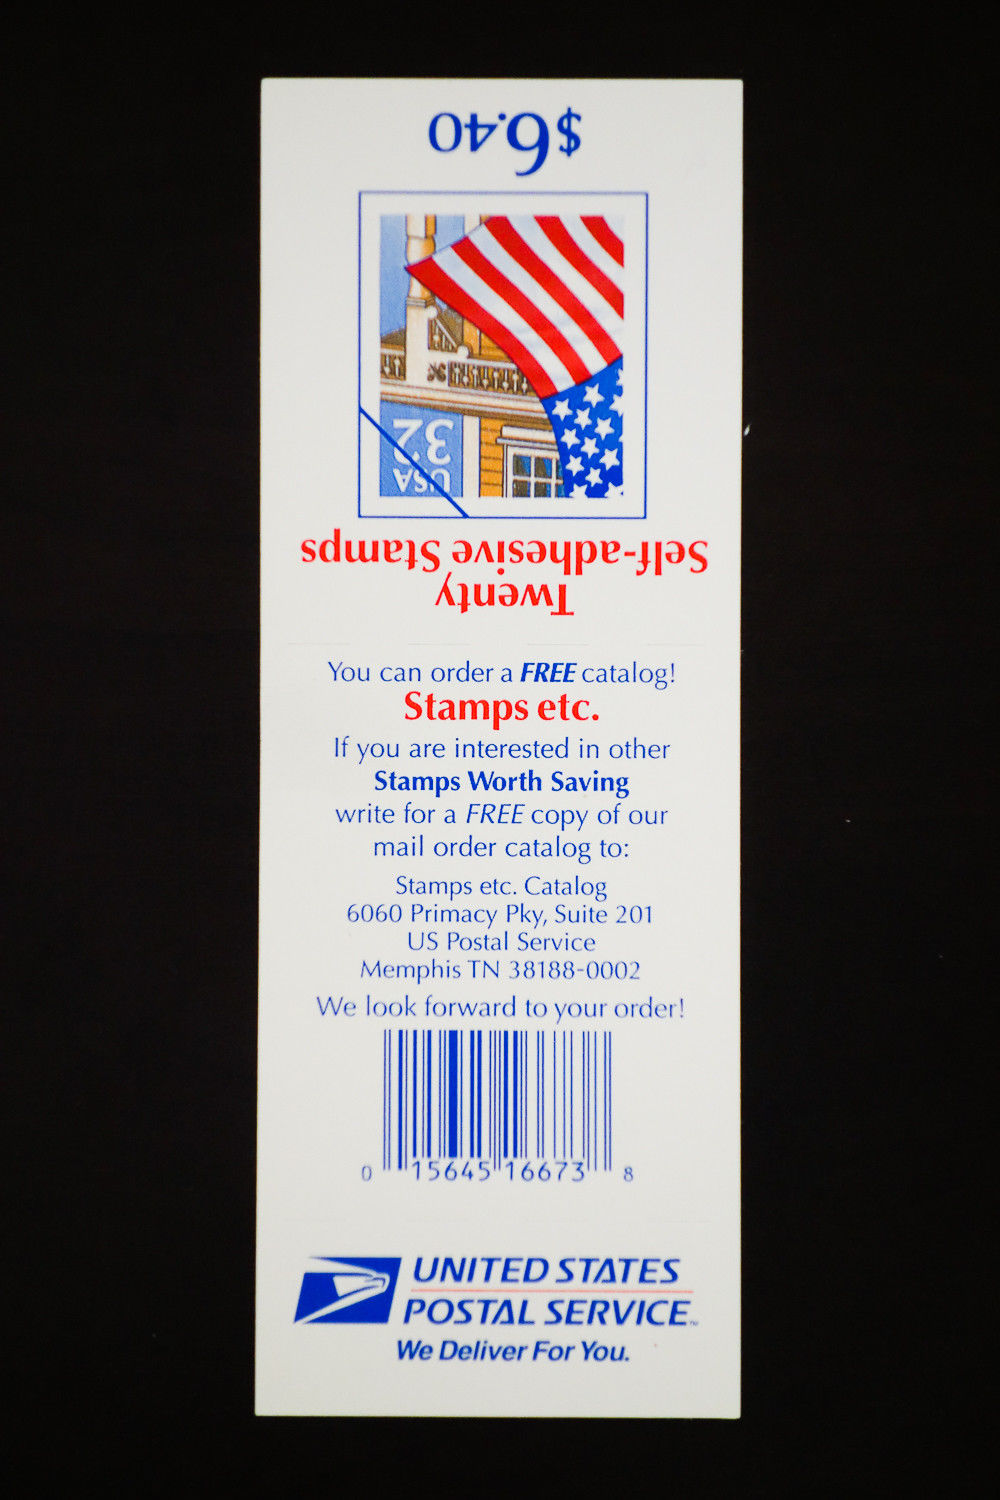 $6.40
USA
32
Twenty
Self-adhesive Stamps
You can order a FREE catalog!
Stamps etc.
If you are interested in other
Stamps Worth Saving
write for a FREE copy of our
mail order catalog to:
Stamps etc. Catalog
6060 Primacy Pky, Suite 201
US Postal Service
Memphis TN 38188-0002
We look forward to your order!
0 15645 16673 8
UNITED STATES
POSTAL SERVICE™
We Deliver For You.